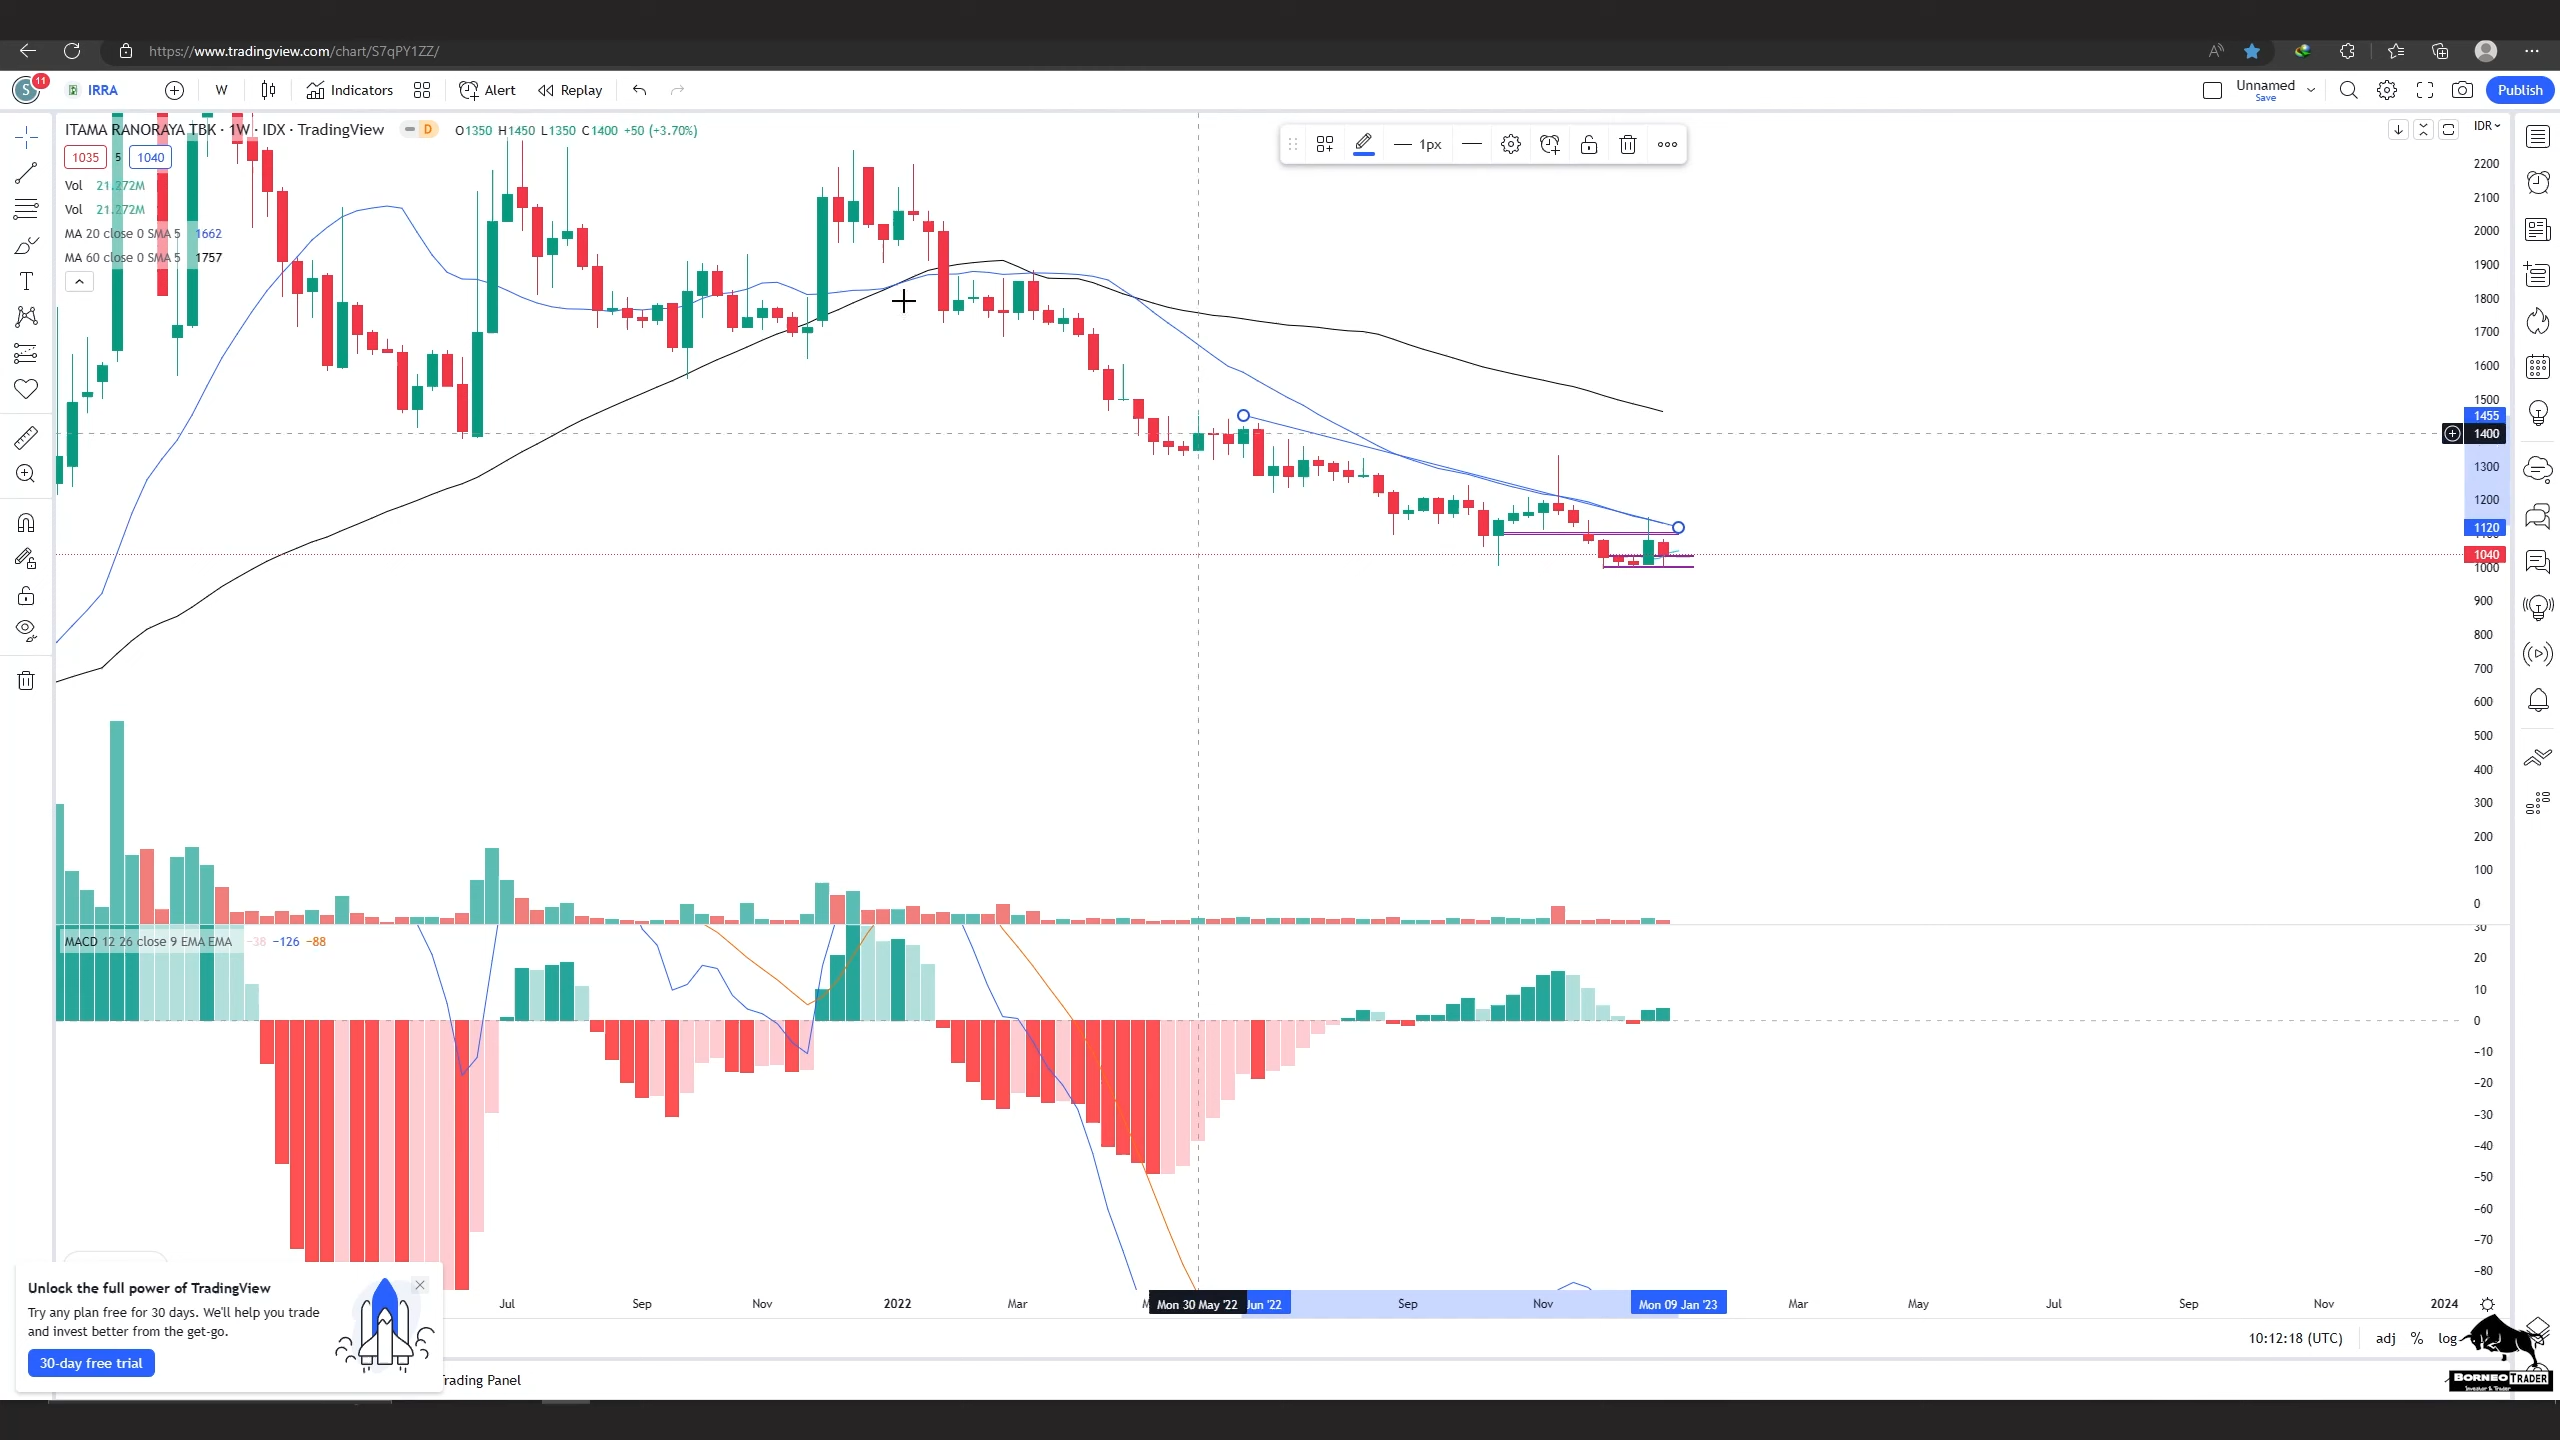 https://www.tradingview.com/chart/S7qPY1ZZ/
S 11 IRRA W Indicators Alert Replay Unnamed Save Publish
ITAMA RANORAYA TBK · 1W · IDX · TradingView D O1350 H1450 L1350 C1400 +50 (+3.70%)
1035 5 1040
Vol 21.272M
Vol 21.272M
MA 20 close 0 SMA 5 1662
MA 60 close 0 SMA 5 1757
1px
IDR
2200
2100
2000
1900
1800
1700
1600
1500
1455
1400
1300
1200
1120
1040
1000
900
800
700
600
500
400
300
200
100
0
MACD 12 26 close 9 EMA EMA −38 −126 −88
30
20
10
0
−10
−20
−30
−40
−50
−60
−70
−80
Jul Sep Nov 2022 Mar Mon 30 May '22 Jun '22 Sep Nov Mon 09 Jan '23 Mar May Jul Sep Nov 2024
Unlock the full power of TradingView
Try any plan free for 30 days. We'll help you trade
and invest better from the get-go.
30-day free trial
10:12:18 (UTC) adj % log
rading Panel
BORNEO TRADER
Investor & Trader